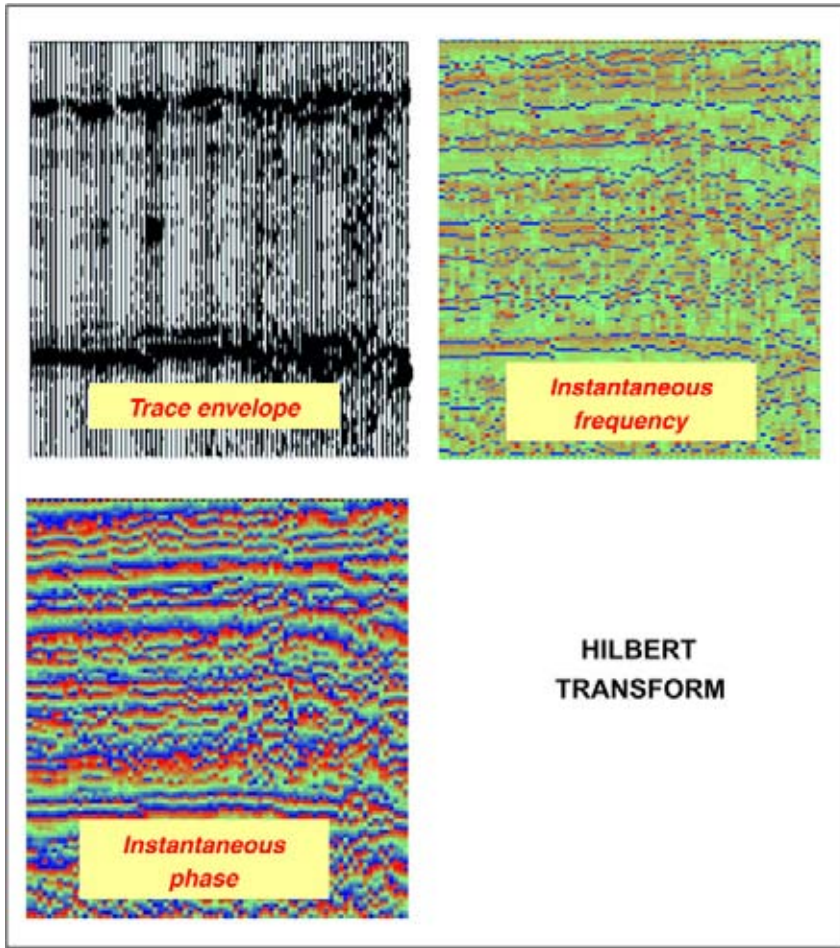 Trace envelope
Instantaneous
frequency
Instantaneous
phase
HILBERT
TRANSFORM